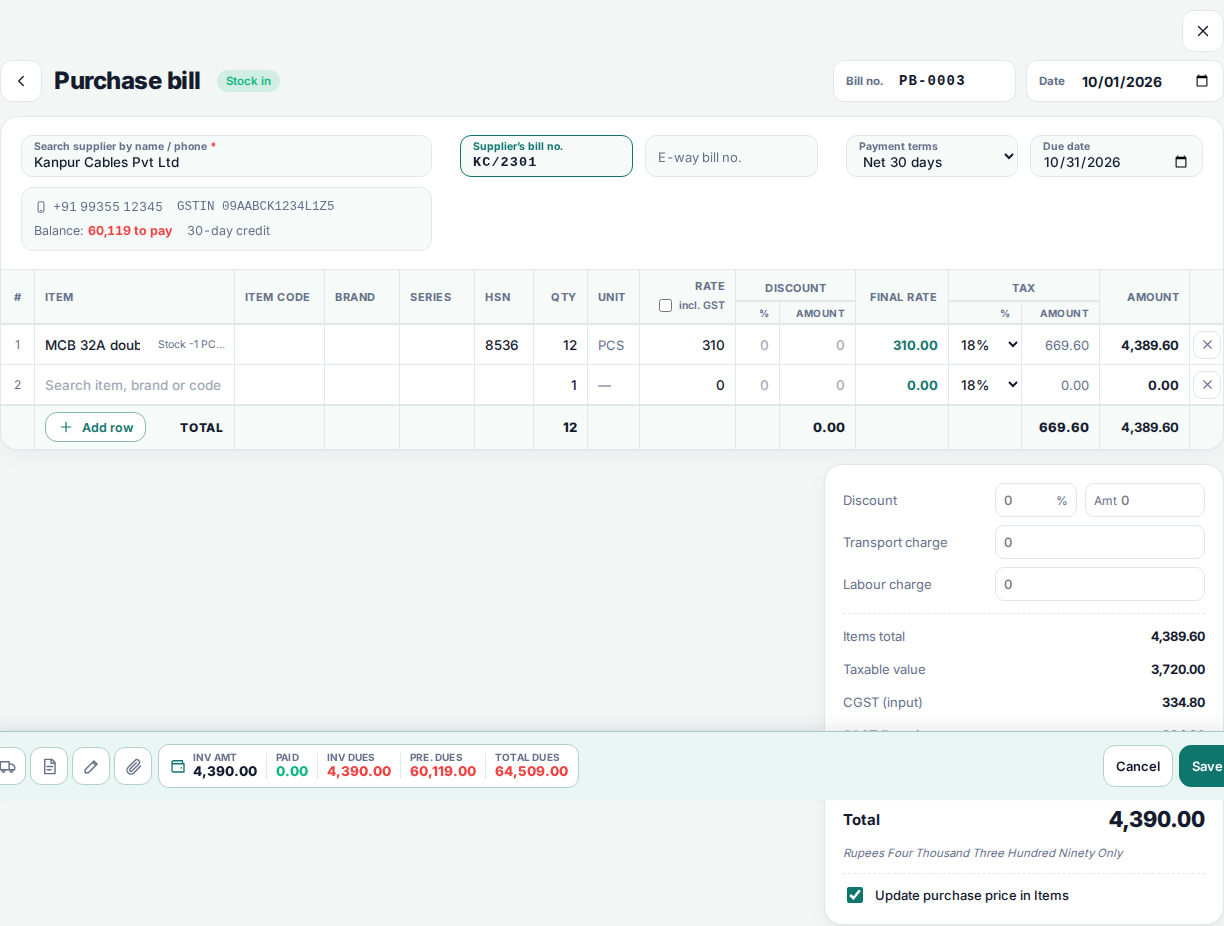 Purchase bill
Stock in
Bill no. PB-0003
Date 10/01/2026
Search supplier by name / phone *
Kanpur Cables Pvt Ltd
Supplier's bill no.
KC/2301
E-way bill no.
Payment terms
Net 30 days
Due date
10/31/2026
+91 99355 12345 GSTIN 09AABCK1234L1Z5
Balance: 60,119 to pay 30-day credit
# ITEM ITEM CODE BRAND SERIES HSN QTY UNIT RATE incl. GST DISCOUNT % AMOUNT FINAL RATE TAX % AMOUNT AMOUNT
1 MCB 32A doub Stock -1 PC... 8536 12 PCS 310 0 0 310.00 18% 669.60 4,389.60
2 Search item, brand or code 1 — 0 0 0 0.00 18% 0.00 0.00
+ Add row TOTAL 12 0.00 669.60 4,389.60
Discount 0 % Amt 0
Transport charge 0
Labour charge 0
Items total 4,389.60
Taxable value 3,720.00
CGST (input) 334.80
INV AMT 4,390.00
PAID 0.00
INV DUES 4,390.00
PRE. DUES 60,119.00
TOTAL DUES 64,509.00
Cancel
Save
Total 4,390.00
Rupees Four Thousand Three Hundred Ninety Only
Update purchase price in Items